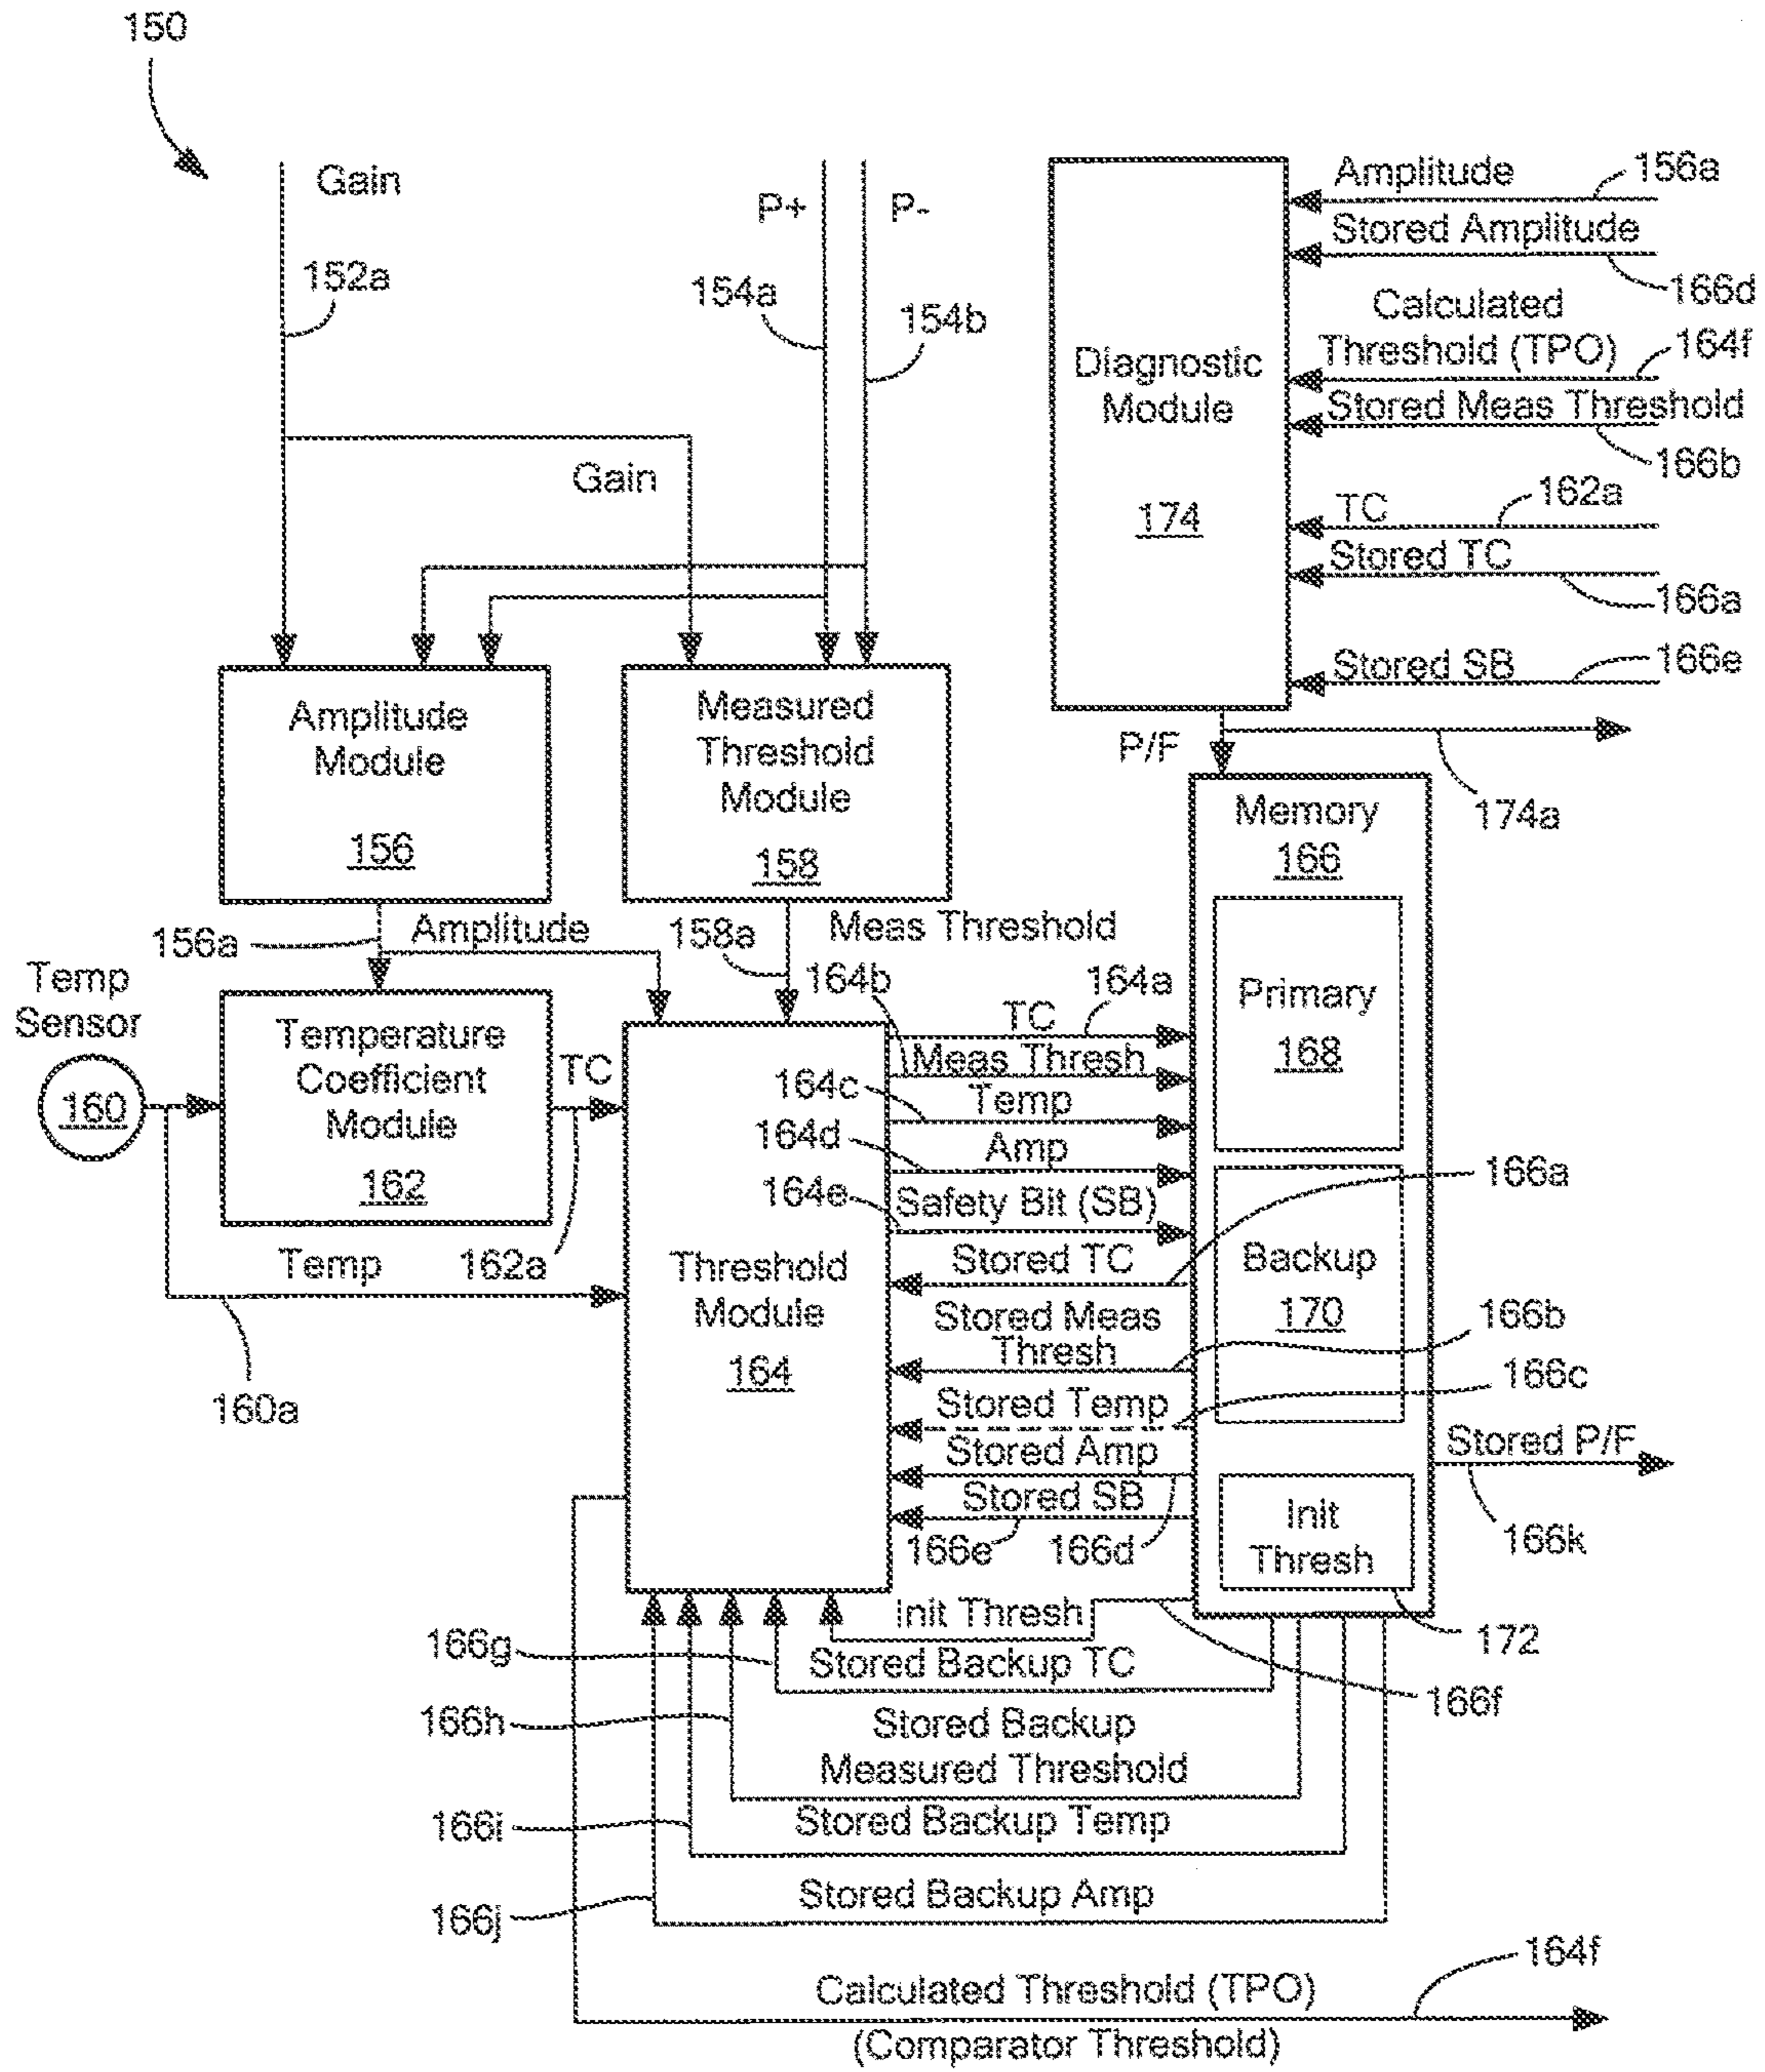 150
Gain
P+
P-
152a
154a
154b
Gain
Amplitude
156a
Stored Amplitude
166d
Calculated
Threshold (TPO)
164f
Stored Meas Threshold
166b
TC
162a
Stored TC
166a
Stored SB
166e
Diagnostic
Module
174
P/F
174a
Amplitude
Module
156
Measured
Threshold
Module
158
156a
Amplitude
158a
Meas Threshold
Temp
Sensor
160
Temperature
Coefficient
Module
162
TC
162a
Temp
160a
Threshold
Module
164
164b
164a
TC
Meas Thresh
164c
Temp
164d
Amp
164e
Safety Bit (SB)
Stored TC
166a
Stored Meas
Thresh
166b
Stored Temp
166c
Stored Amp
Stored SB
166e
166d
Memory
166
Primary
168
Backup
170
Init
Thresh
172
Stored P/F
166k
Init Thresh
166f
166g
Stored Backup TC
166h
Stored Backup
Measured Threshold
166i
Stored Backup Temp
166j
Stored Backup Amp
164f
Calculated Threshold (TPO)
(Comparator Threshold)